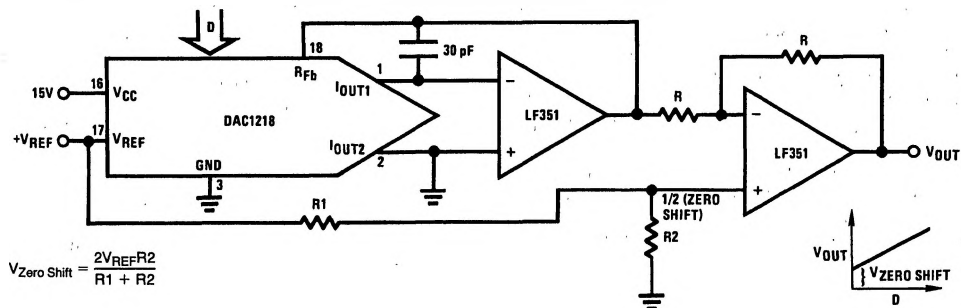 D
18
RFb
30 pF
R
16
15V
VCC
1
IOUT1
−
LF351
R
−
DAC1218
LF351
VOUT
17
+VREF
VREF
IOUT2
2
+
+
GND
3
R1
1/2 (ZERO
SHIFT)
R2
VZero Shift = 2VREFR2
R1 + R2
VOUT
VZERO SHIFT
D